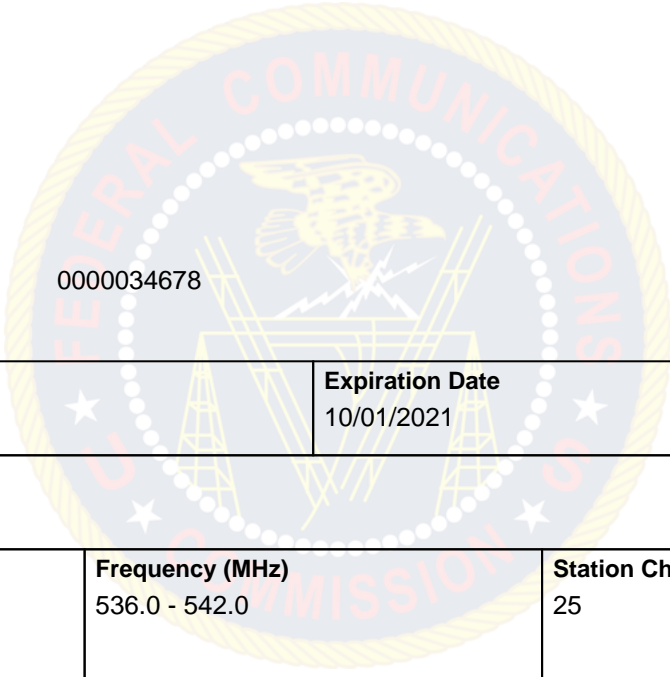 FEDERAL COMMUNICATIONS
U S
COMMISSION
0000034678
Expiration Date
10/01/2021
Frequency (MHz)
536.0 - 542.0
Station Ch
25